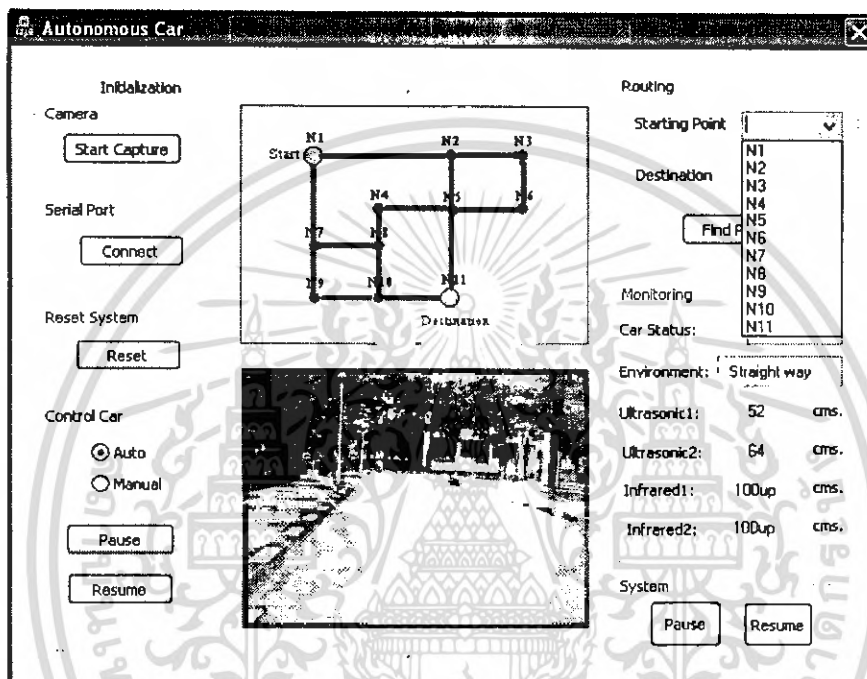 Autonomous Car
Initialization
Camera
Start Capture
Serial Port
Connect
Reset System
Reset
Control Car
Auto
Manual
Pause
Resume
N1 N2 N3
Start
N4 N5 N6
N7 N8
N9 N10 N11
Destination
Routing
Starting Point
N1
N2
N3
N4
N5
N6
N7
N8
N9
N10
N11
Destination
Find
Monitoring
Car Status:
Environment: Straight way
Ultrasonic1: 52 cms.
Ultrasonic2: 64 cms.
Infrared1: 100up cms.
Infrared2: 100up cms.
System
Pause Resume